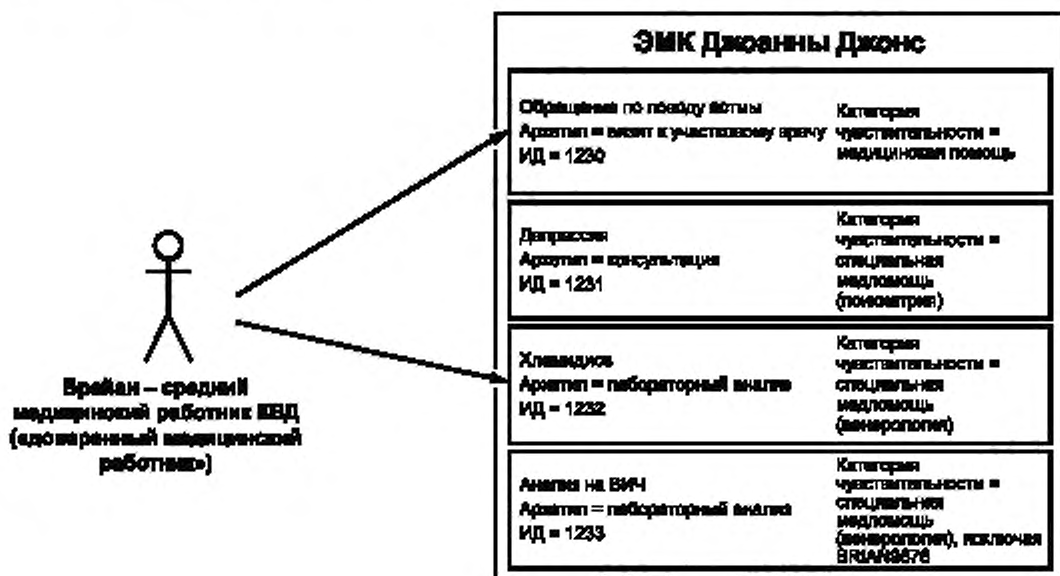 ЭМК Джоанны Джонс
Обращение по поводу астмы
Архетип = визит к участковому врачу
ИД = 1230
Категория
чувствительности =
медицинская помощь
Депрессия
Архетип = консультация
ИД = 1231
Категория
чувствительности =
специальная
медпомощь
(психиатрия)
Хламидиоз
Архетип = лабораторный анализ
ИД = 1232
Категория
чувствительности =
специальная
медпомощь
(венерология)
Анализ на ВИЧ
Архетип = лабораторный анализ
ИД = 1233
Категория
чувствительности =
специальная
медпомощь
(венерология), исключая
Брайан – средний
медицинский работник КВД
медицинский
работник»)